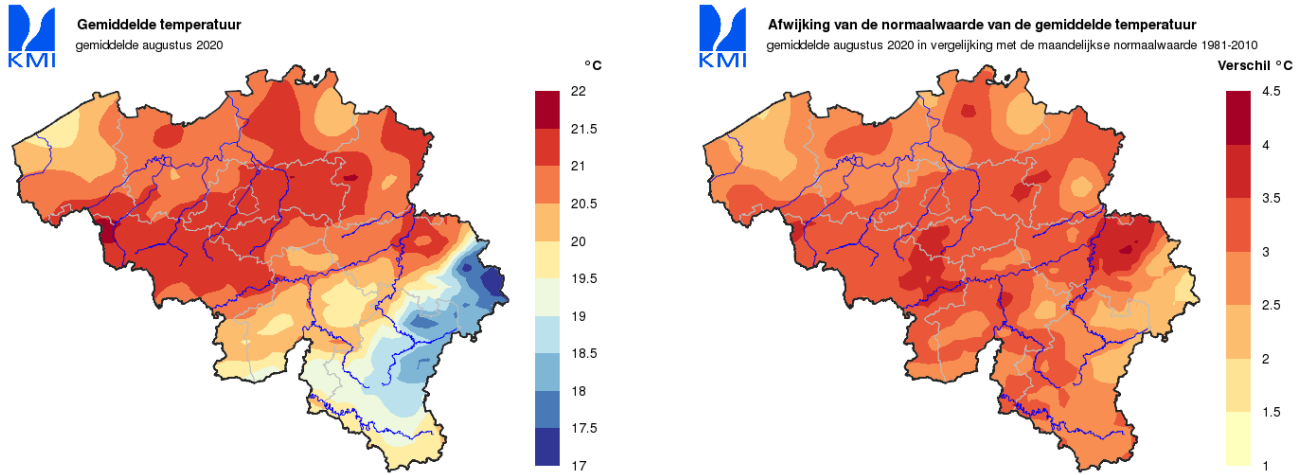 Gemiddelde temperatuur
gemiddelde augustus 2020
KMI
°C
22
21.5
21
20.5
20
19.5
19
18.5
18
17.5
17
Afwijking van de normaalwaarde van de gemiddelde temperatuur
gemiddelde augustus 2020 in vergelijking met de maandelijkse normaalwaarde 1981-2010
KMI
Verschil °C
4.5
4
3.5
3
2.5
2
1.5
1